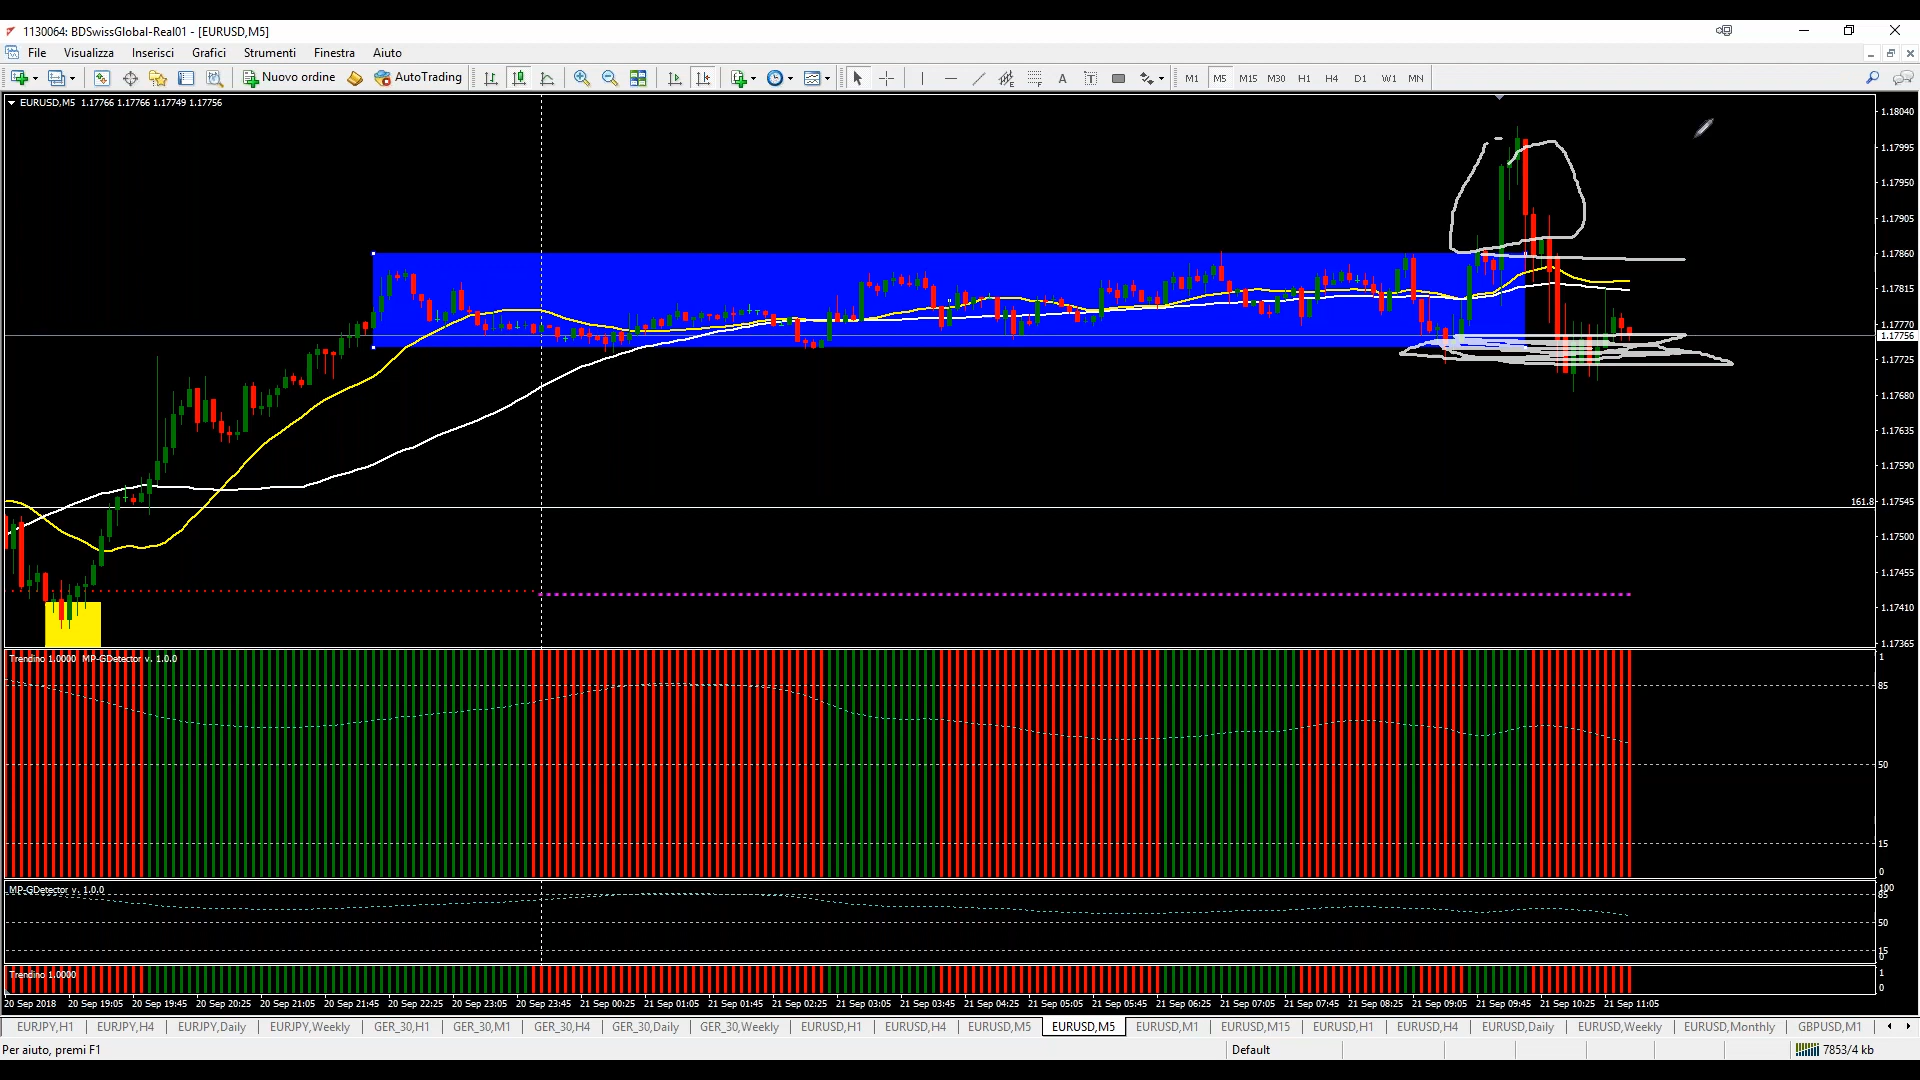 1130064: BDSwissGlobal-Real01 - [EURUSD,M5]
File Visualizza Inserisci Grafici Strumenti Finestra Aiuto
Nuovo ordine AutoTrading A T M1 M5 M15 M30 H1 H4 D1 W1 MN
EURUSD,M5 1.17766 1.17766 1.17749 1.17756
1.18040
1.17995
1.17950
1.17905
1.17860
1.17815
1.17770
1.17756
1.17725
1.17680
1.17635
1.17590
161.8 1.17545
1.17500
1.17455
1.17410
1.17365
Trendino 1.0000 MP-GDetector v. 1.0.0
1
85
50
15
0
MP-GDetector v. 1.0.0
100
85
50
15
0
Trendino 1.0000
1
0
20 Sep 2018 20 Sep 19:05 20 Sep 19:45 20 Sep 20:25 20 Sep 21:05 20 Sep 21:45 20 Sep 22:25 20 Sep 23:05 20 Sep 23:45 21 Sep 00:25 21 Sep 01:05 21 Sep 01:45 21 Sep 02:25 21 Sep 03:05 21 Sep 03:45 21 Sep 04:25 21 Sep 05:05 21 Sep 05:45 21 Sep 06:25 21 Sep 07:05 21 Sep 07:45 21 Sep 08:25 21 Sep 09:05 21 Sep 09:45 21 Sep 10:25 21 Sep 11:05
EURJPY,H1 EURJPY,H4 EURJPY,Daily EURJPY,Weekly GER_30,H1 GER_30,M1 GER_30,H4 GER_30,Daily GER_30,Weekly EURUSD,H1 EURUSD,H4 EURUSD,M5 EURUSD,M5 EURUSD,M1 EURUSD,M15 EURUSD,H1 EURUSD,H4 EURUSD,Daily EURUSD,Weekly EURUSD,Monthly GBPUSD,M1
Per aiuto, premi F1 Default 7853/4 kb